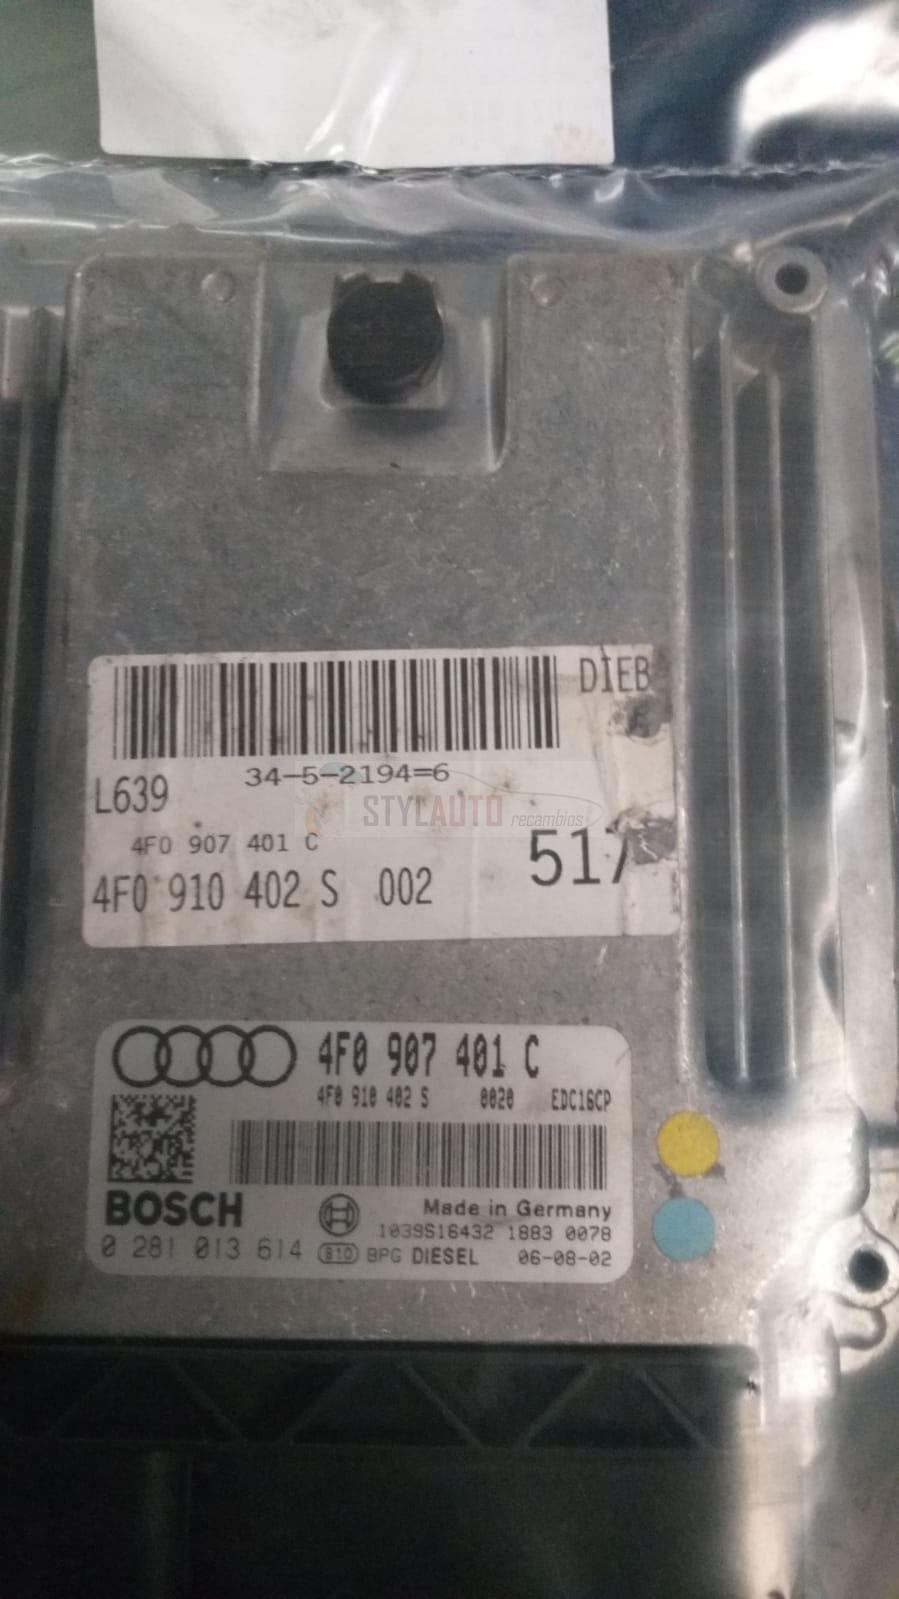 DIEB
34-5-2194=6
L639
STYLAUTO
recambios
4F0 907 401 C
517
4F0 910 402 S 002
4F0 907 401 C
4F0 910 402 S 0020 EDC16CP
BOSCH
Made in Germany
1039S16432 1883 0078
0 281 013 614 810 BPG DIESEL 06-08-02